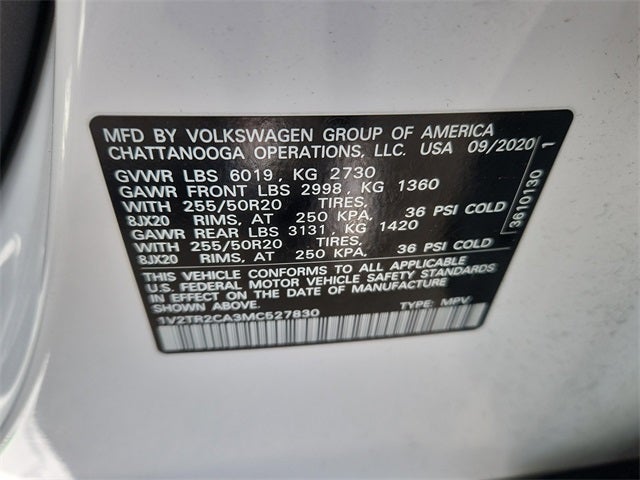 MFD BY VOLKSWAGEN GROUP OF AMERICA
CHATTANOOGA OPERATIONS, LLC. USA 09/2020
GVWR LBS 6019, KG 2730
GAWR FRONT LBS 2998, KG 1360
WITH 255/50R20 TIRES,
8JX20 RIMS, AT 250 KPA, 36 PSI COLD
GAWR REAR LBS 3131, KG 1420
WITH 255/50R20 TIRES,
8JX20 RIMS, AT 250 KPA, 36 PSI COLD
THIS VEHICLE CONFORMS TO ALL APPLICABLE
U.S. FEDERAL MOTOR VEHICLE SAFETY STANDARDS
IN EFFECT ON THE DATE OF MANUFACTURE
SHOWN ABOVE.
1V2TR2CA3MC527830 TYPE: MPV
3610130 1